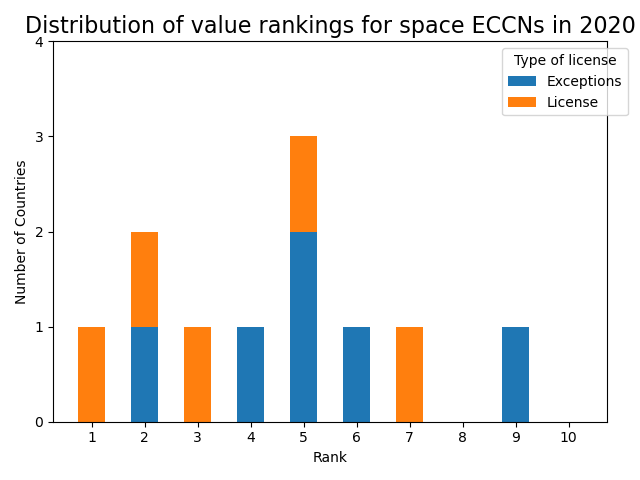 Distribution of value rankings for space ECCNs in 2020
4
3
2
1
0
Number of Countries
Type of license
Exceptions
License
1 2 3 4 5 6 7 8 9 10
Rank